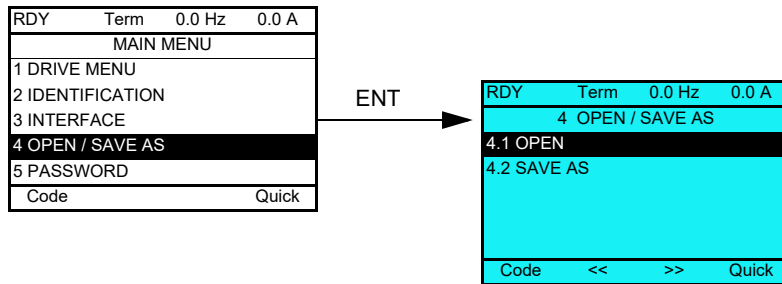 RDY Term 0.0 Hz 0.0 A
MAIN MENU
1 DRIVE MENU
2 IDENTIFICATION
3 INTERFACE
4 OPEN / SAVE AS
5 PASSWORD
Code Quick
ENT
RDY Term 0.0 Hz 0.0 A
4 OPEN / SAVE AS
4.1 OPEN
4.2 SAVE AS
Code << >> Quick